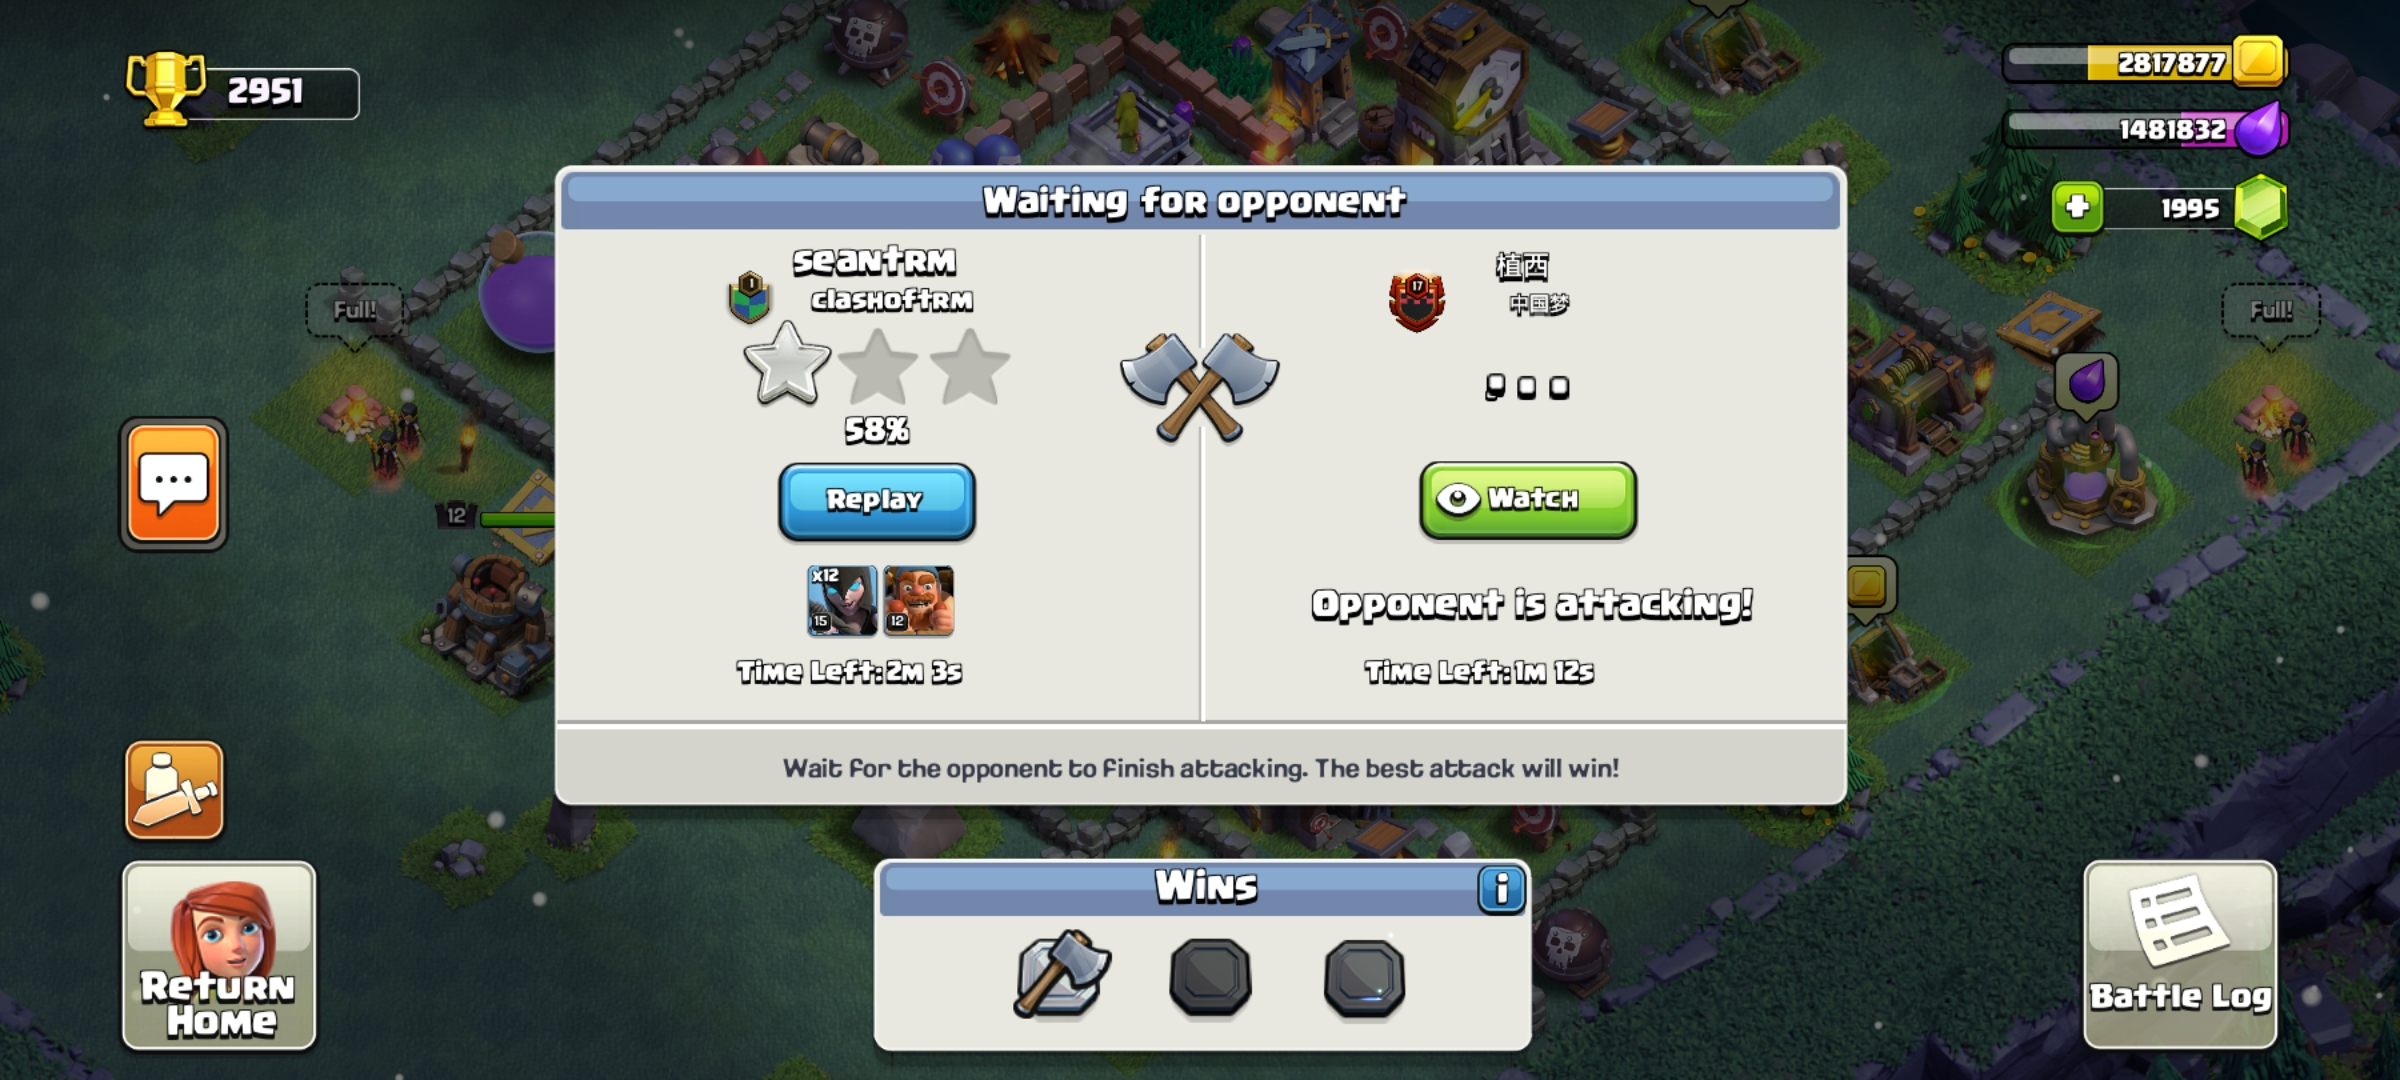 2951
2817877
1481832
1995
Waiting for opponent
seantrm
1
clashoftrm
植西
17
中国梦
Full!
Full!
58%
Replay
Watch
12
x12
15
12
Opponent is attacking!
Time Left:2m 3s
Time Left:1m 12s
Wait for the opponent to finish attacking. The best attack will win!
Wins
i
Return
Home
Battle Log